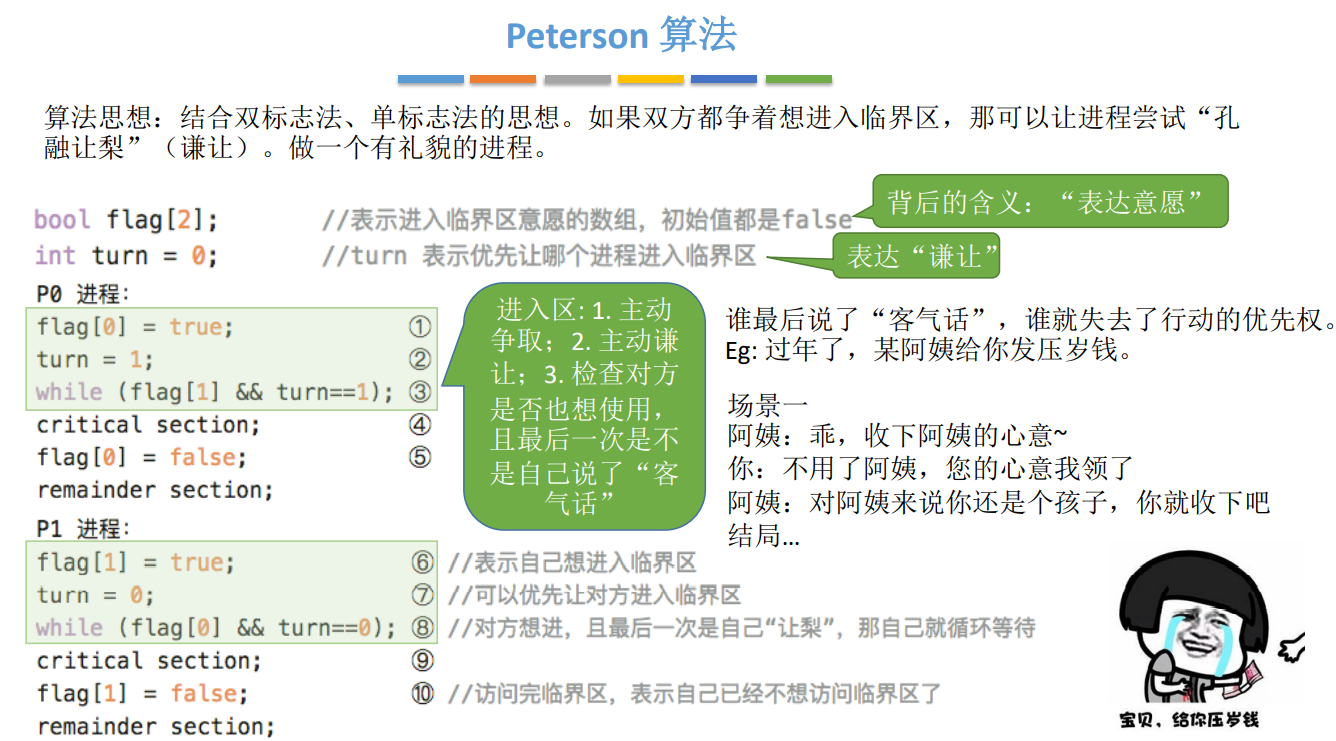 Peterson 算法
算法思想：结合双标志法、单标志法的思想。如果双方都争着想进入临界区，那可以让进程尝试“孔
融让梨”（谦让）。做一个有礼貌的进程。
bool flag[2]; //表示进入临界区意愿的数组，初始值都是false
背后的含义：“表达意愿”
int turn = 0; //turn 表示优先让哪个进程进入临界区
表达“谦让”
P0 进程：
flag[0] = true; ①
turn = 1; ②
while (flag[1] && turn==1); ③
critical section; ④
flag[0] = false; ⑤
remainder section;
进入区: 1. 主动
争取；2. 主动谦
让；3. 检查对方
是否也想使用，
且最后一次是不
是自己说了“客
气话”
谁最后说了“客气话”，谁就失去了行动的优先权。
Eg: 过年了，某阿姨给你发压岁钱。
场景一
阿姨：乖，收下阿姨的心意~
你：不用了阿姨，您的心意我领了
阿姨：对阿姨来说你还是个孩子，你就收下吧
结局...
P1 进程：
flag[1] = true; ⑥ //表示自己想进入临界区
turn = 0; ⑦ //可以优先让对方进入临界区
while (flag[0] && turn==0); ⑧ //对方想进，且最后一次是自己“让梨”，那自己就循环等待
critical section; ⑨
flag[1] = false; ⑩ //访问完临界区，表示自己已经不想访问临界区了
remainder section;
宝贝，给你压岁钱